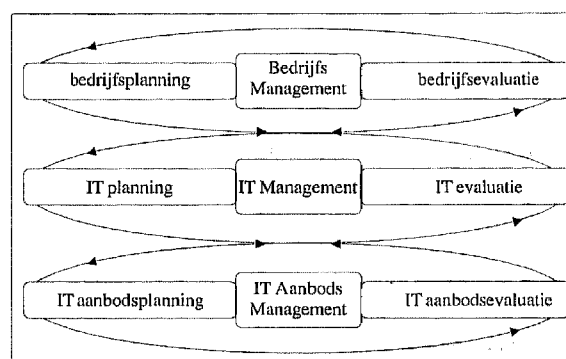 bedrijfsplanning
Bedrijfs
Management
bedrijfsevaluatie
IT planning
IT Management
IT evaluatie
IT aanbodsplanning
IT Aanbods
Management
IT aanbodsevaluatie